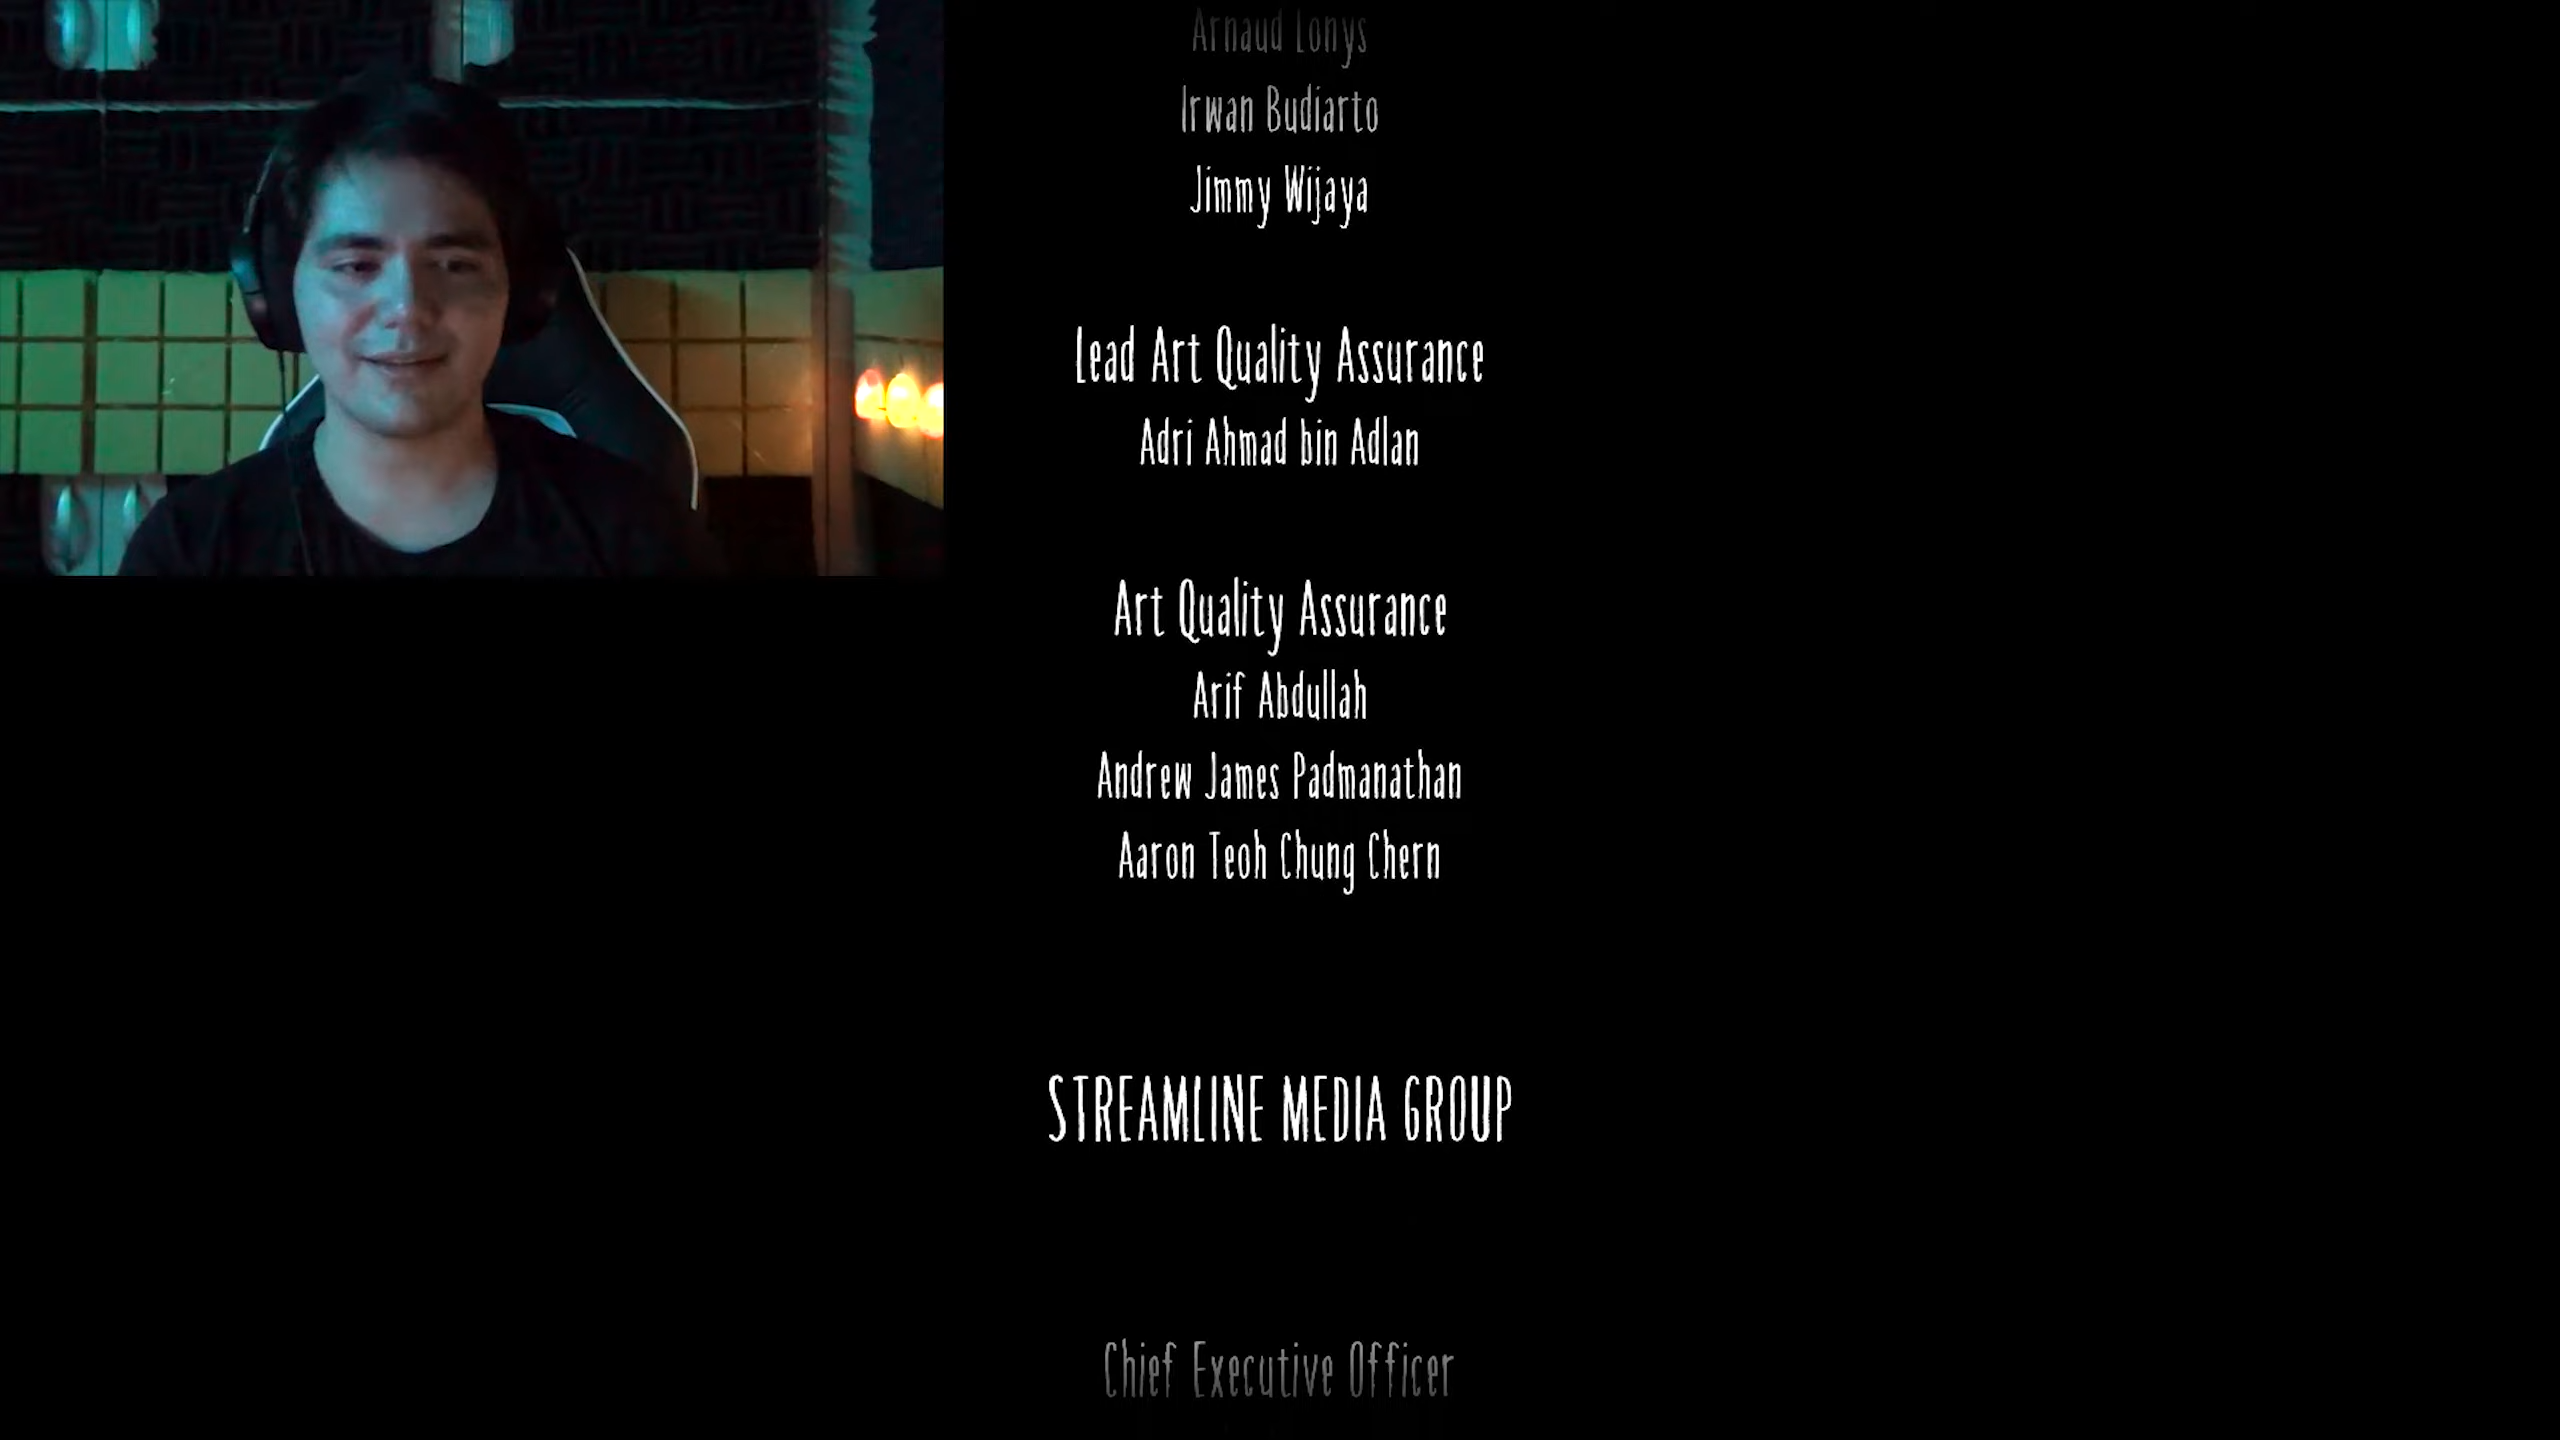 Arnaud Lonys
Irwan Budiarto
Jimmy Wijaya
Lead Art Quality Assurance
Adri Ahmad bin Adlan
Art Quality Assurance
Arif Abdullah
Andrew James Padmanathan
Aaron Teoh Chung Chern
STREAMLINE MEDIA GROUP
Chief Executive Officer